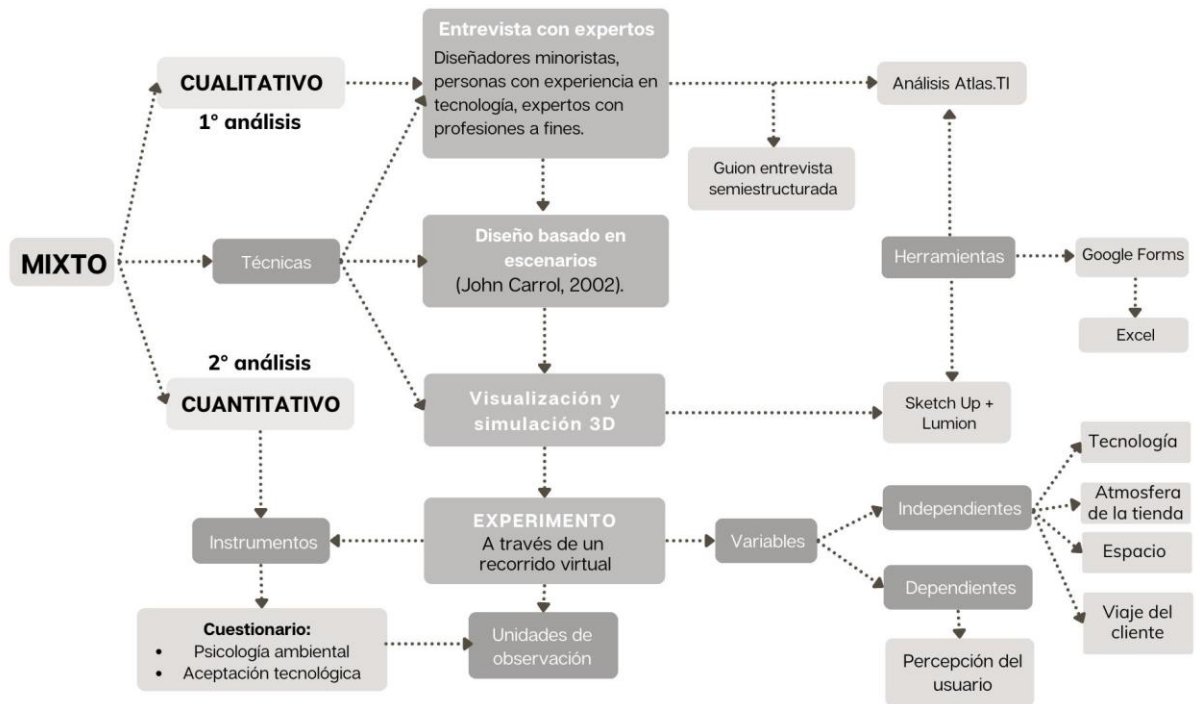 Entrevista con expertos
Diseñadores minoristas,
personas con experiencia en
tecnología, expertos con
profesiones a fines.
CUALITATIVO
1° análisis
Análisis Atlas.TI
Guion entrevista
semiestructurada
MIXTO
Técnicas
Diseño basado en
escenarios
(John Carrol, 2002).
Herramientas
Google Forms
Excel
2° análisis
CUANTITATIVO
Visualización y
simulación 3D
Sketch Up +
Lumion
Instrumentos
EXPERIMENTO
A través de un
recorrido virtual
Variables
Independientes
Dependientes
Tecnología
Atmosfera
de la tienda
Espacio
Viaje del
cliente
Cuestionario:
• Psicología ambiental
• Aceptación tecnológica
Unidades de
observación
Percepción del
usuario